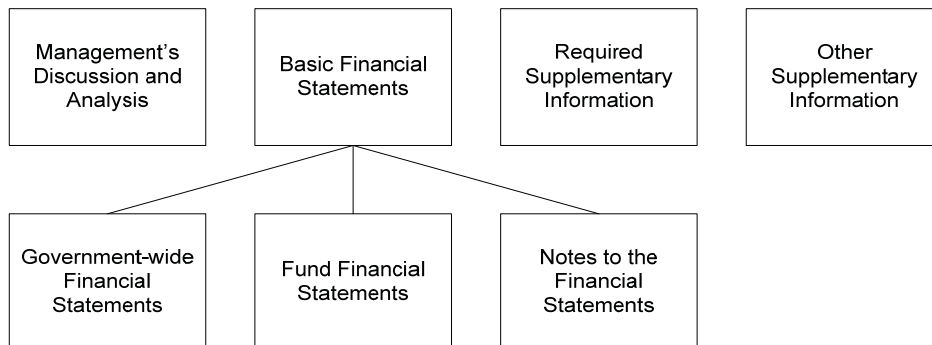 Management’s
Discussion and
Analysis
Basic Financial
Statements
Required
Supplementary
Information
Other
Supplementary
Information
Government-wide
Financial
Statements
Fund Financial
Statements
Notes to the
Financial
Statements